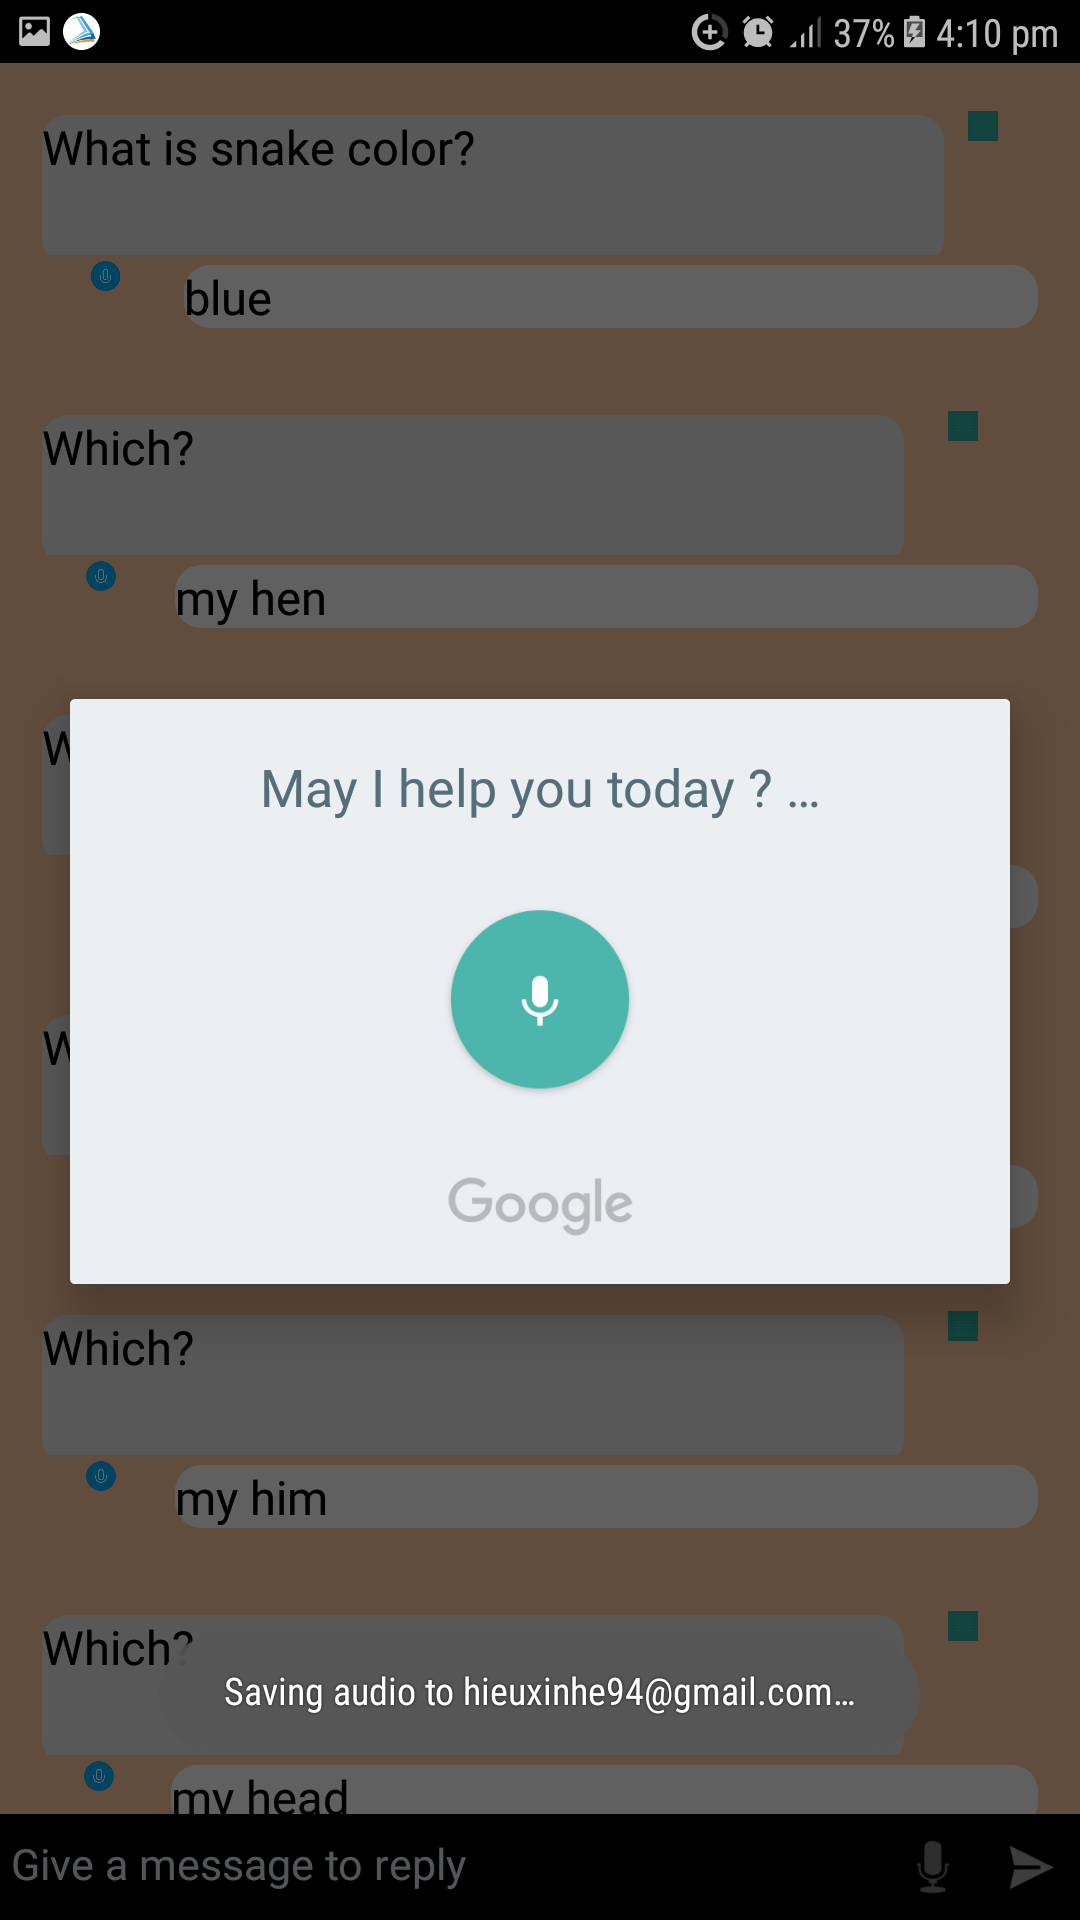 37% 4:10 pm
What is snake color?
blue
Which?
my hen
W
May I help you today ? ...
W
Google
Which?
my him
Which?
Saving audio to hieuxinhe94@gmail.com...
my head
Give a message to reply